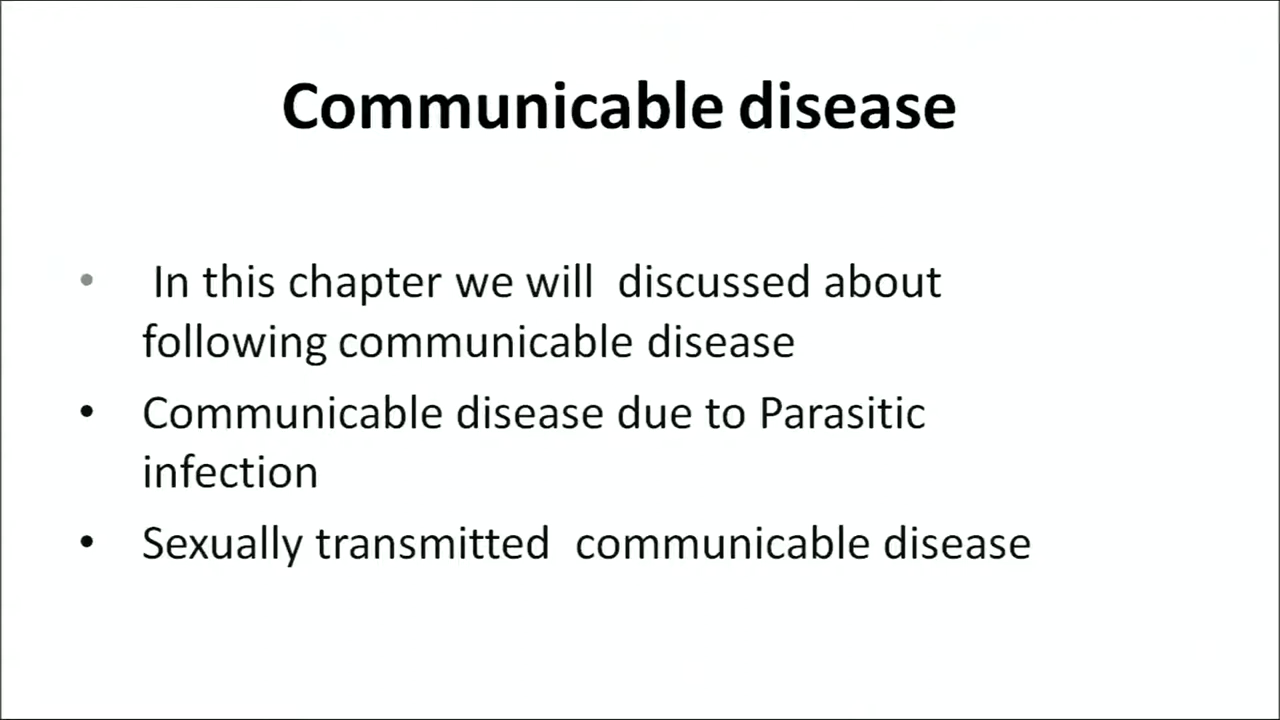 Communicable disease
• In this chapter we will discussed about
following communicable disease
• Communicable disease due to Parasitic
infection
• Sexually transmitted communicable disease